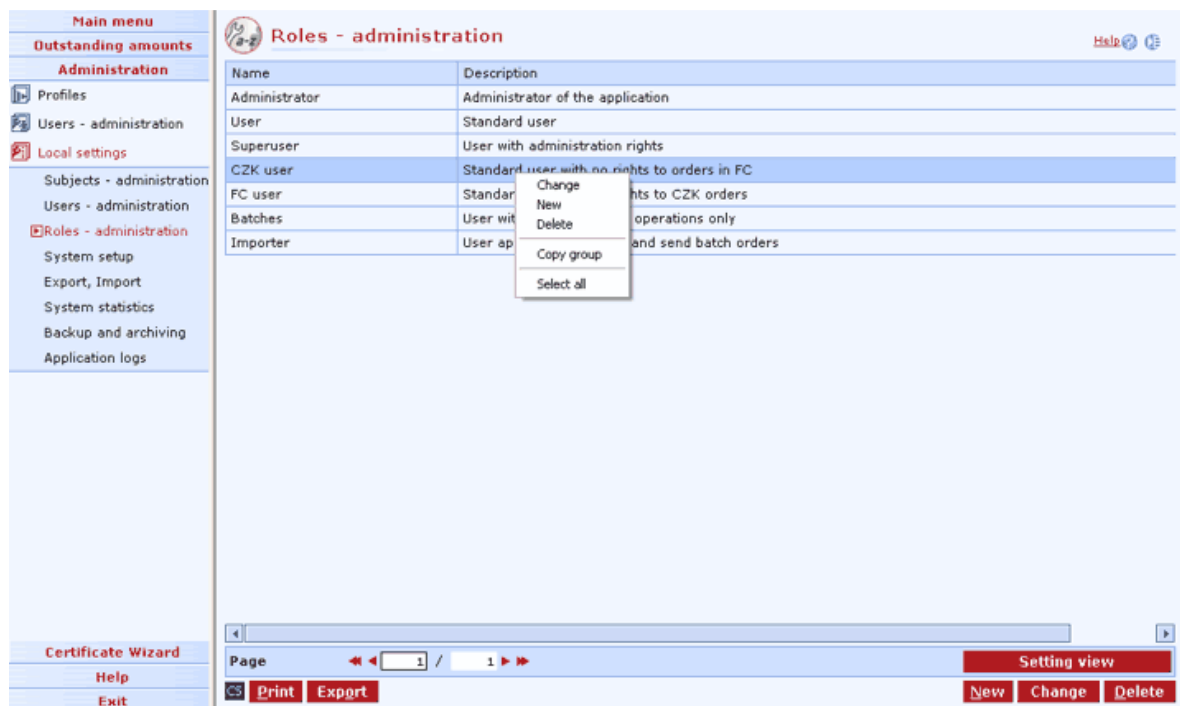 Main menu
Outstanding amounts
Administration
Profiles
Users - administration
Local settings
Subjects - administration
Users - administration
Roles - administration
System setup
Export, Import
System statistics
Backup and archiving
Application logs
Certificate Wizard
Help
Exit
Roles - administration
Help
Name Description
Administrator Administrator of the application
User Standard user
Superuser User with administration rights
CZK user Standard user with no rights to orders in FC
FC user Standar hts to CZK orders
Batches User wit operations only
Importer User ap and send batch orders
Change
New
Delete
Copy group
Select all
Page 1 / 1
Setting view
CS Print Export
New Change Delete